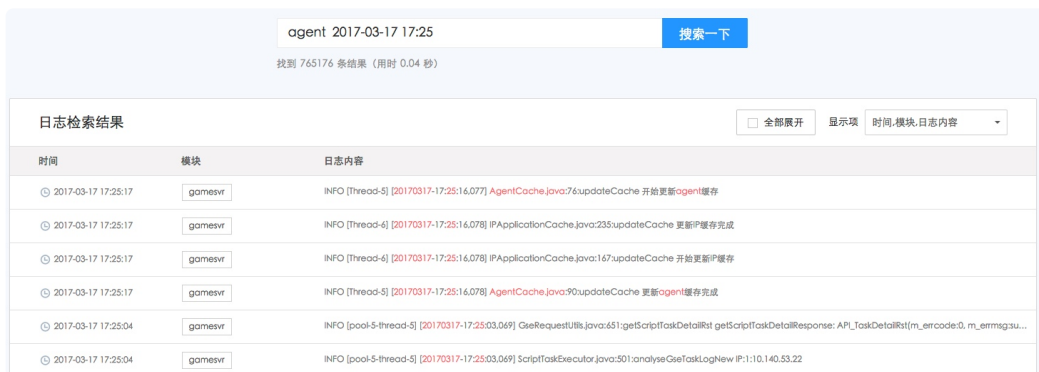 agent 2017-03-17 17:25 搜索一下
找到 765176 条结果（用时 0.04 秒）
日志检索结果 全部展开 显示项 时间,模块,日志内容
时间 模块 日志内容
2017-03-17 17:25:17 gamesvr INFO [Thread-5] [20170317-17:25:16,077] AgentCache.java:76:updateCache 开始更新agent缓存
2017-03-17 17:25:17 gamesvr INFO [Thread-6] [20170317-17:25:16,078] IPApplicationCache.java:235:updateCache 更新IP缓存完成
2017-03-17 17:25:17 gamesvr INFO [Thread-6] [20170317-17:25:16,078] IPApplicationCache.java:167:updateCache 开始更新IP缓存
2017-03-17 17:25:17 gamesvr INFO [Thread-5] [20170317-17:25:16,078] AgentCache.java:90:updateCache 更新agent缓存完成
2017-03-17 17:25:04 gamesvr INFO [pool-5-thread-5] [20170317-17:25:03,069] GseRequestUtils.java:651:getScriptTaskDetailRst getScriptTaskDetailResponse: API_TaskDetailRst(m_errcode:0, m_errmsg:su...
2017-03-17 17:25:04 gamesvr INFO [pool-5-thread-5] [20170317-17:25:03,069] ScriptTaskExecutor.java:501:analyseGseTaskLogNew IP:1:10.140.53.22